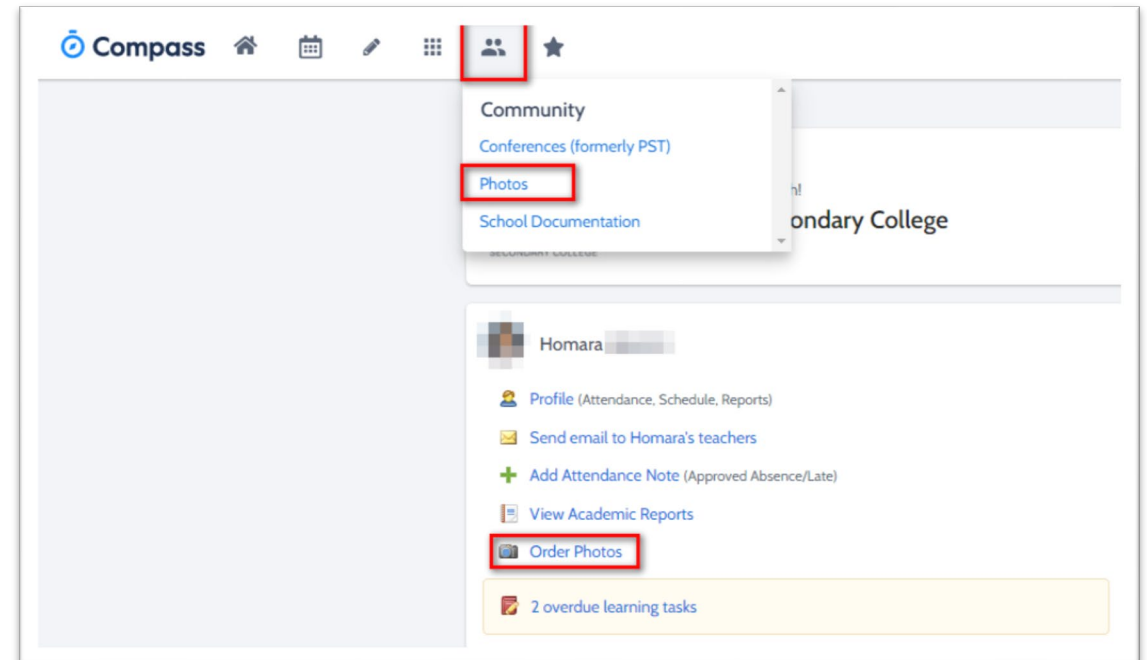 Compass
Community
Conferences (formerly PST)
Photos
School Documentation
h!
ondary College
SECONDARY COLLEGE
Homara
Profile (Attendance, Schedule, Reports)
Send email to Homara's teachers
Add Attendance Note (Approved Absence/Late)
View Academic Reports
Order Photos
2 overdue learning tasks